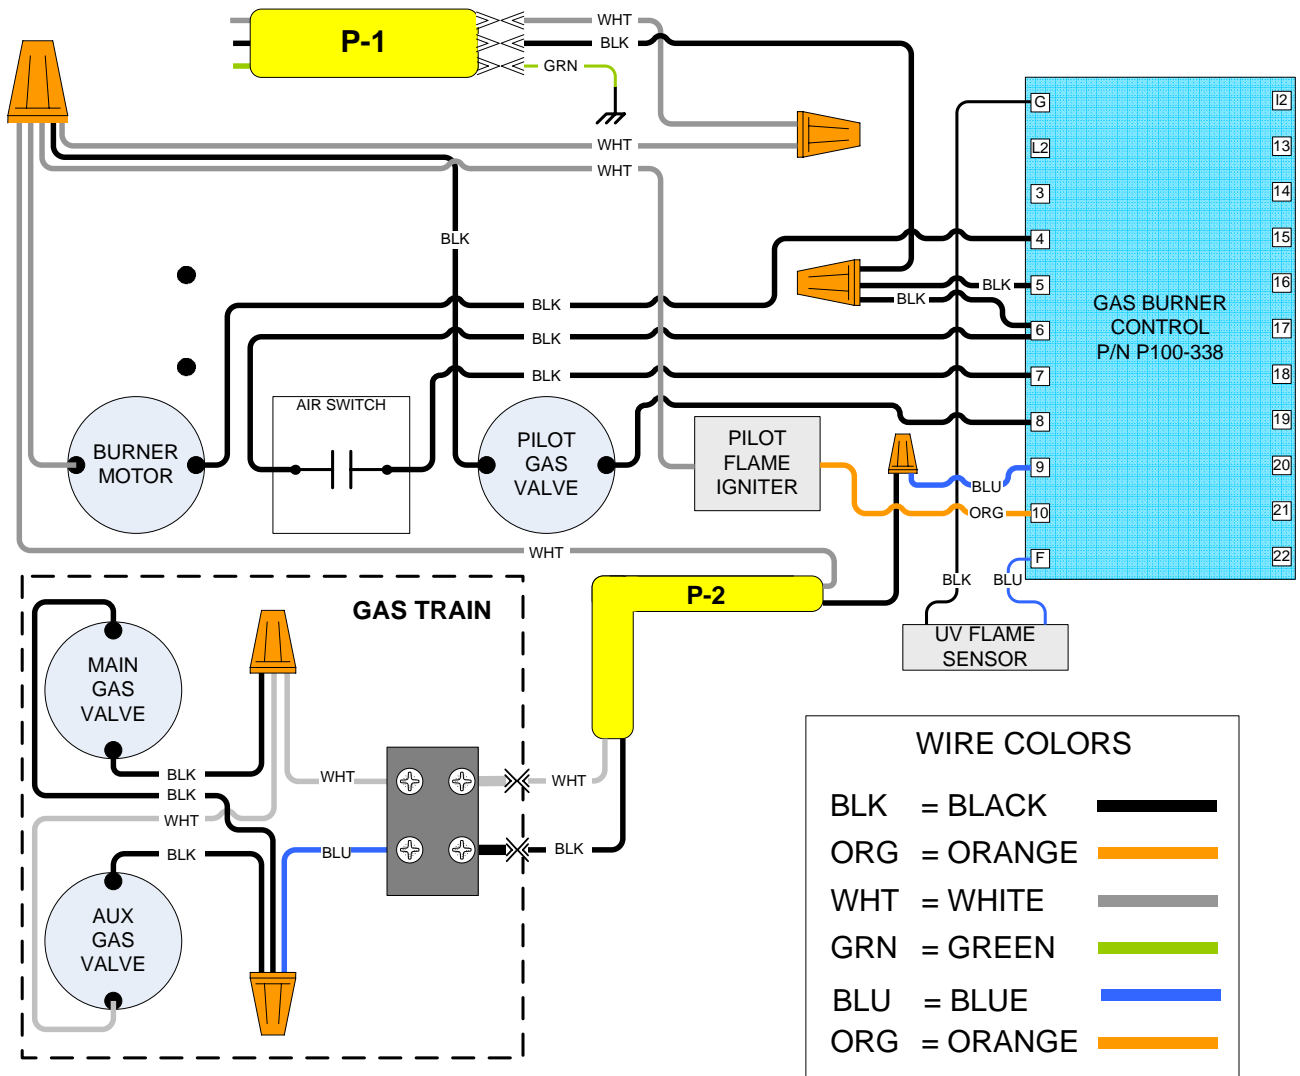 P-1
WHT
BLK
GRN
WHT
WHT
BLK
G
L2
3
4
5
6
7
8
9
10
F
I2
13
14
15
16
17
18
19
20
21
22
GAS BURNER
CONTROL
P/N P100-338
BLK
BLK
BLK
BLK
BLK
BURNER
MOTOR
AIR SWITCH
PILOT
GAS
VALVE
PILOT
FLAME
IGNITER
BLU
ORG
WHT
BLK
BLU
UV FLAME
SENSOR
P-2
GAS TRAIN
MAIN
GAS
VALVE
BLK
BLK
WHT
BLK
WHT
BLU
WHT
BLK
AUX
GAS
VALVE
WIRE COLORS
BLK = BLACK
ORG = ORANGE
WHT = WHITE
GRN = GREEN
BLU = BLUE
ORG = ORANGE